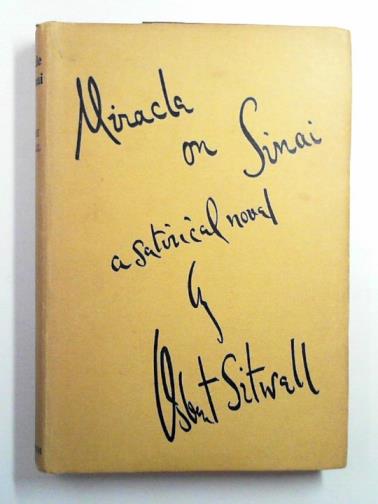 Miracle
on Sinai
a satirical novel
by
Osbert Sitwell